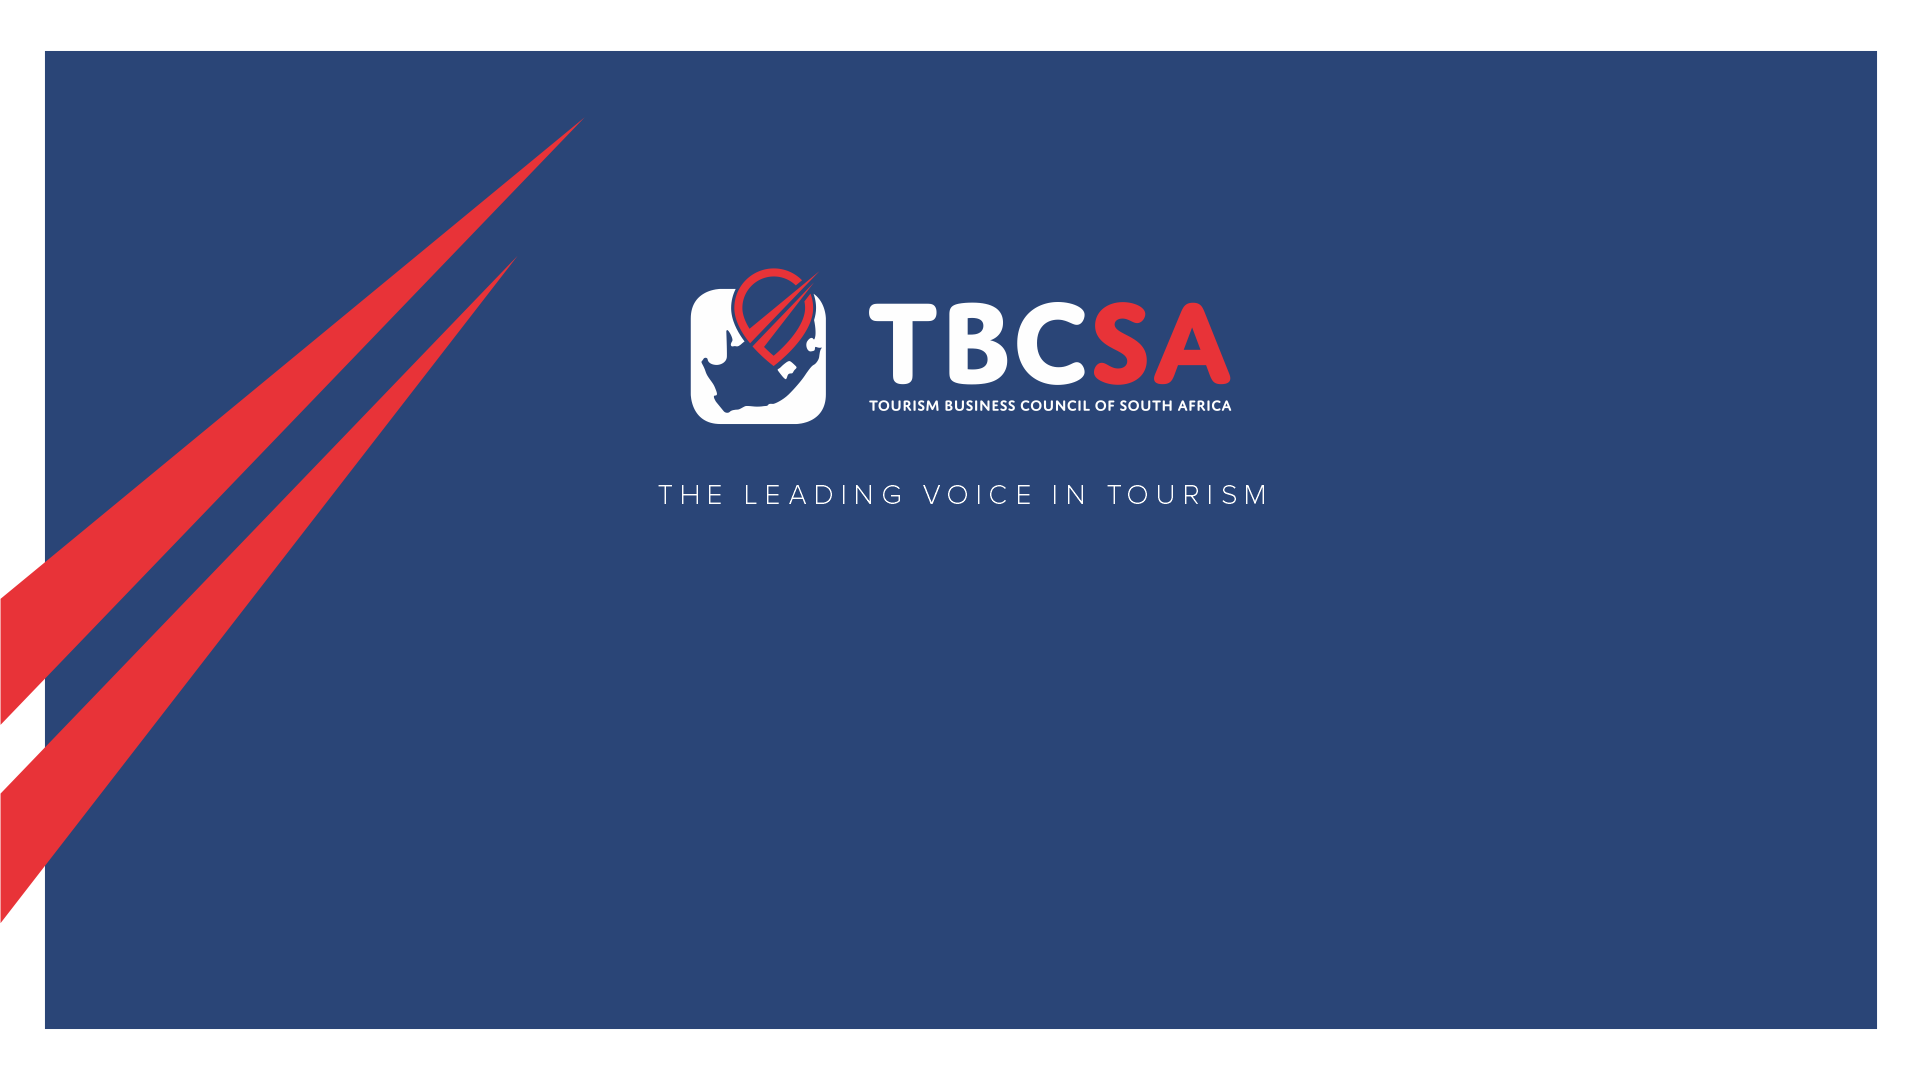 TBCSA
TOURISM BUSINESS COUNCIL OF SOUTH AFRICA
THE LEADING VOICE IN TOURISM